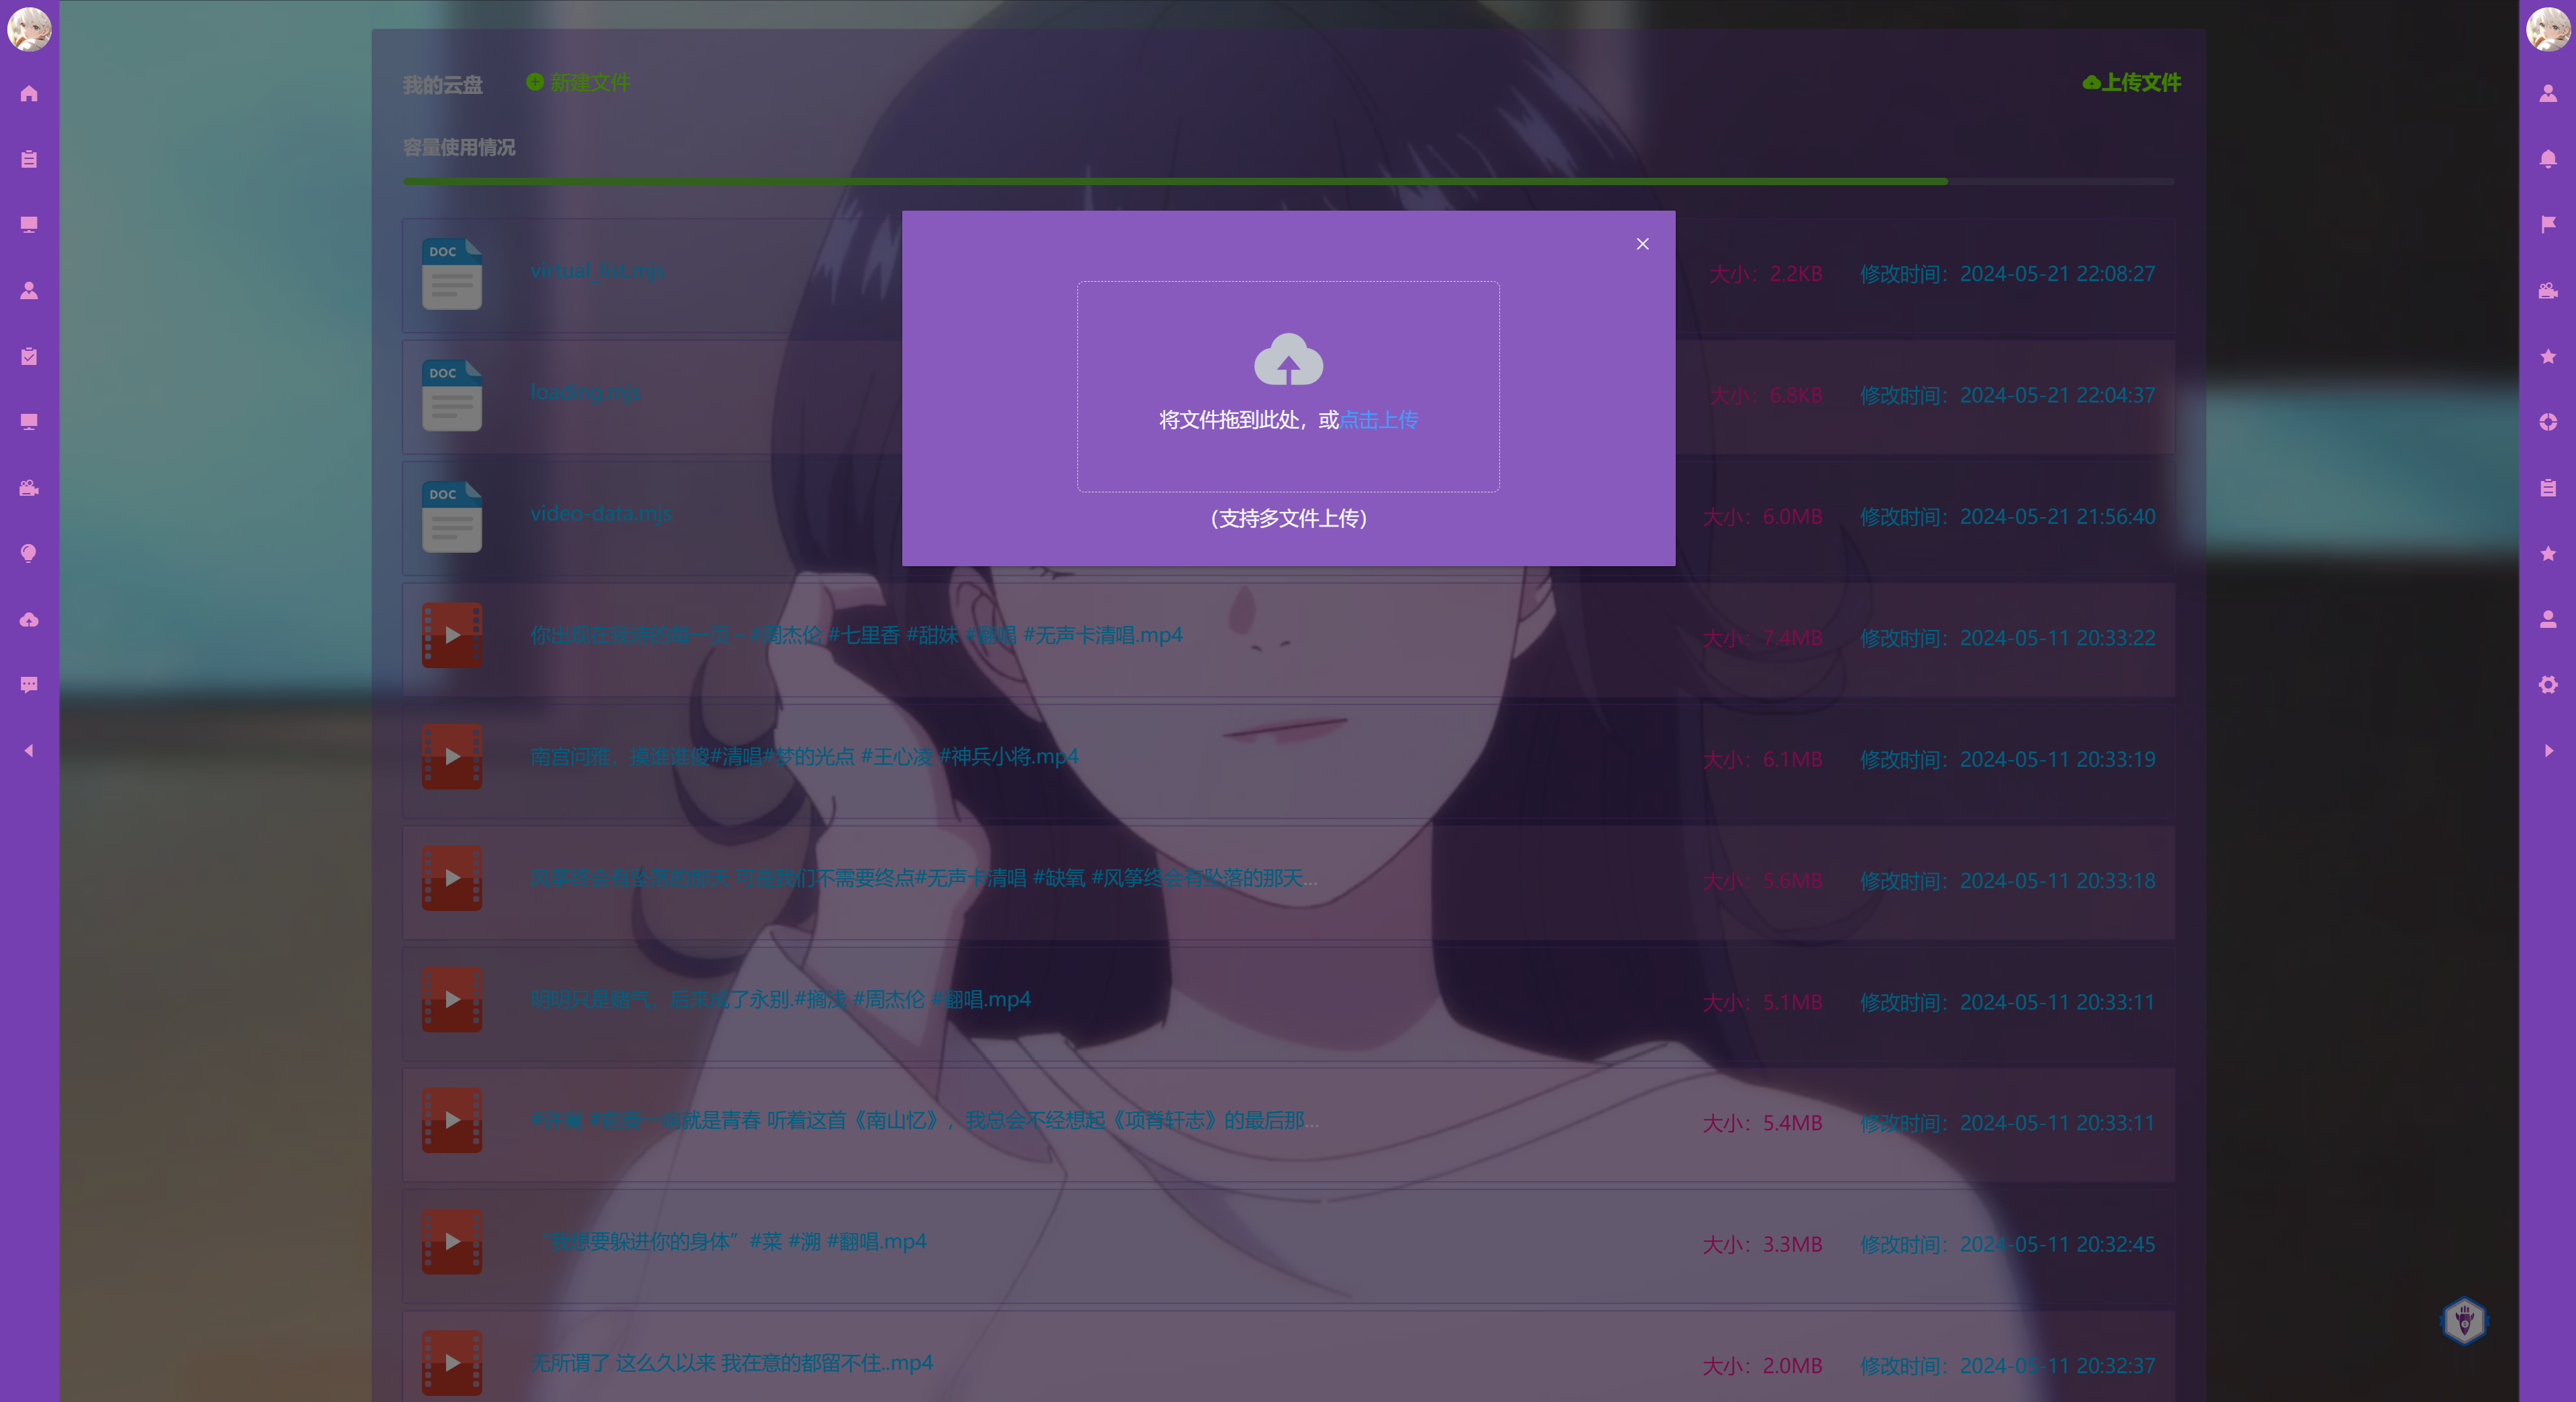 我的云盘
新建文件
上传文件
容量使用情况
将文件拖到此处，或点击上传
（支持多文件上传）
DOC
virtual_list.mjs
大小：2.2KB
修改时间：2024-05-21 22:08:27
DOC
loading.mjs
大小：6.8KB
修改时间：2024-05-21 22:04:37
DOC
video-data.mjs
大小：6.0MB
修改时间：2024-05-21 21:56:40
你出现在我诗的每一页 ~ #周杰伦 #七里香 #甜妹 #翻唱 #无声卡清唱.mp4
大小：7.4MB
修改时间：2024-05-11 20:33:22
南宫问雅，谁傻#清唱#梦的光点 #王心凌 #神兵小将.mp4
大小：6.1MB
修改时间：2024-05-11 20:33:19
风筝终会有坠落的那天 可是我们不需要终点#无声卡清唱 #缺氧 #风筝终会有坠落的那天...
大小：5.6MB
修改时间：2024-05-11 20:33:18
明明只是赌气，后来成了永别.#搁浅 #周杰伦 #翻唱.mp4
大小：5.1MB
修改时间：2024-05-11 20:33:11
#许嵩 #前奏一响就是青春 听着这首《南山忆》，我总会不经想起《项脊轩志》的最后那...
大小：5.4MB
修改时间：2024-05-11 20:33:11
“我想要躲进你的身体” #菜 #溯 #翻唱.mp4
大小：3.3MB
修改时间：2024-05-11 20:32:45
无所谓了 这么久以来 我在意的都留不住..mp4
大小：2.0MB
修改时间：2024-05-11 20:32:37